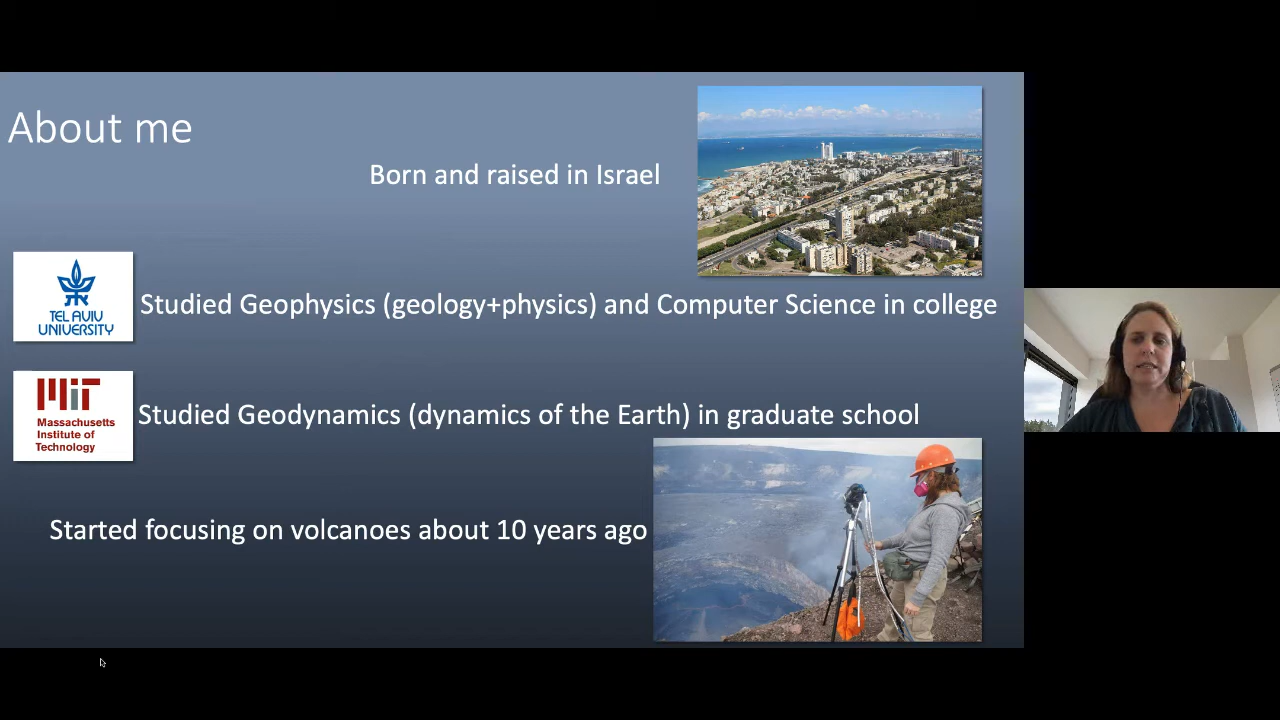 About me
Born and raised in Israel
TEL AVIV
UNIVERSITY
Studied Geophysics (geology+physics) and Computer Science in college
MIT
Massachusetts
Institute of
Technology
Studied Geodynamics (dynamics of the Earth) in graduate school
Started focusing on volcanoes about 10 years ago